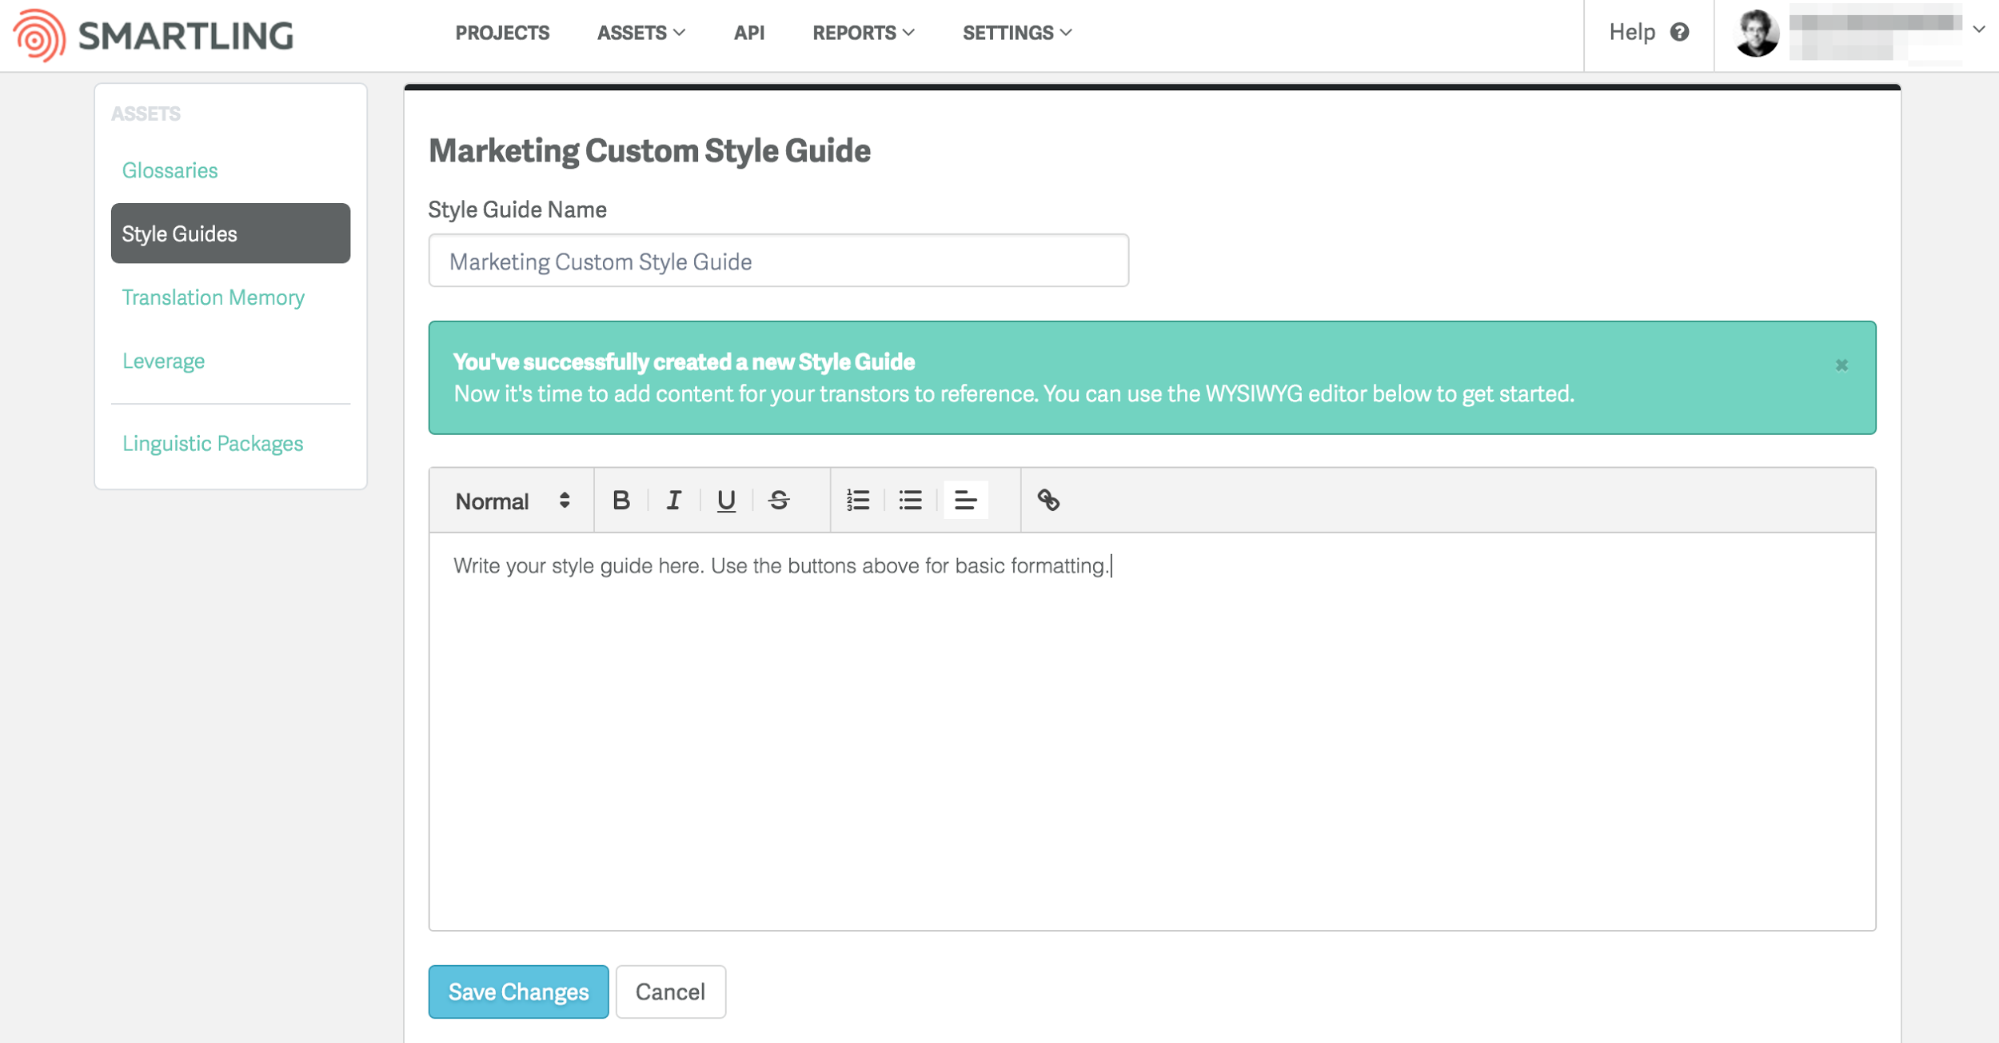 SMARTLING
PROJECTS ASSETS API REPORTS SETTINGS Help ?
ASSETS
Glossaries
Style Guides
Translation Memory
Leverage
Linguistic Packages
Marketing Custom Style Guide
Style Guide Name
Marketing Custom Style Guide
You've successfully created a new Style Guide
Now it's time to add content for your transtors to reference. You can use the WYSIWYG editor below to get started.
Normal B I U S
Write your style guide here. Use the buttons above for basic formatting.
Save Changes Cancel